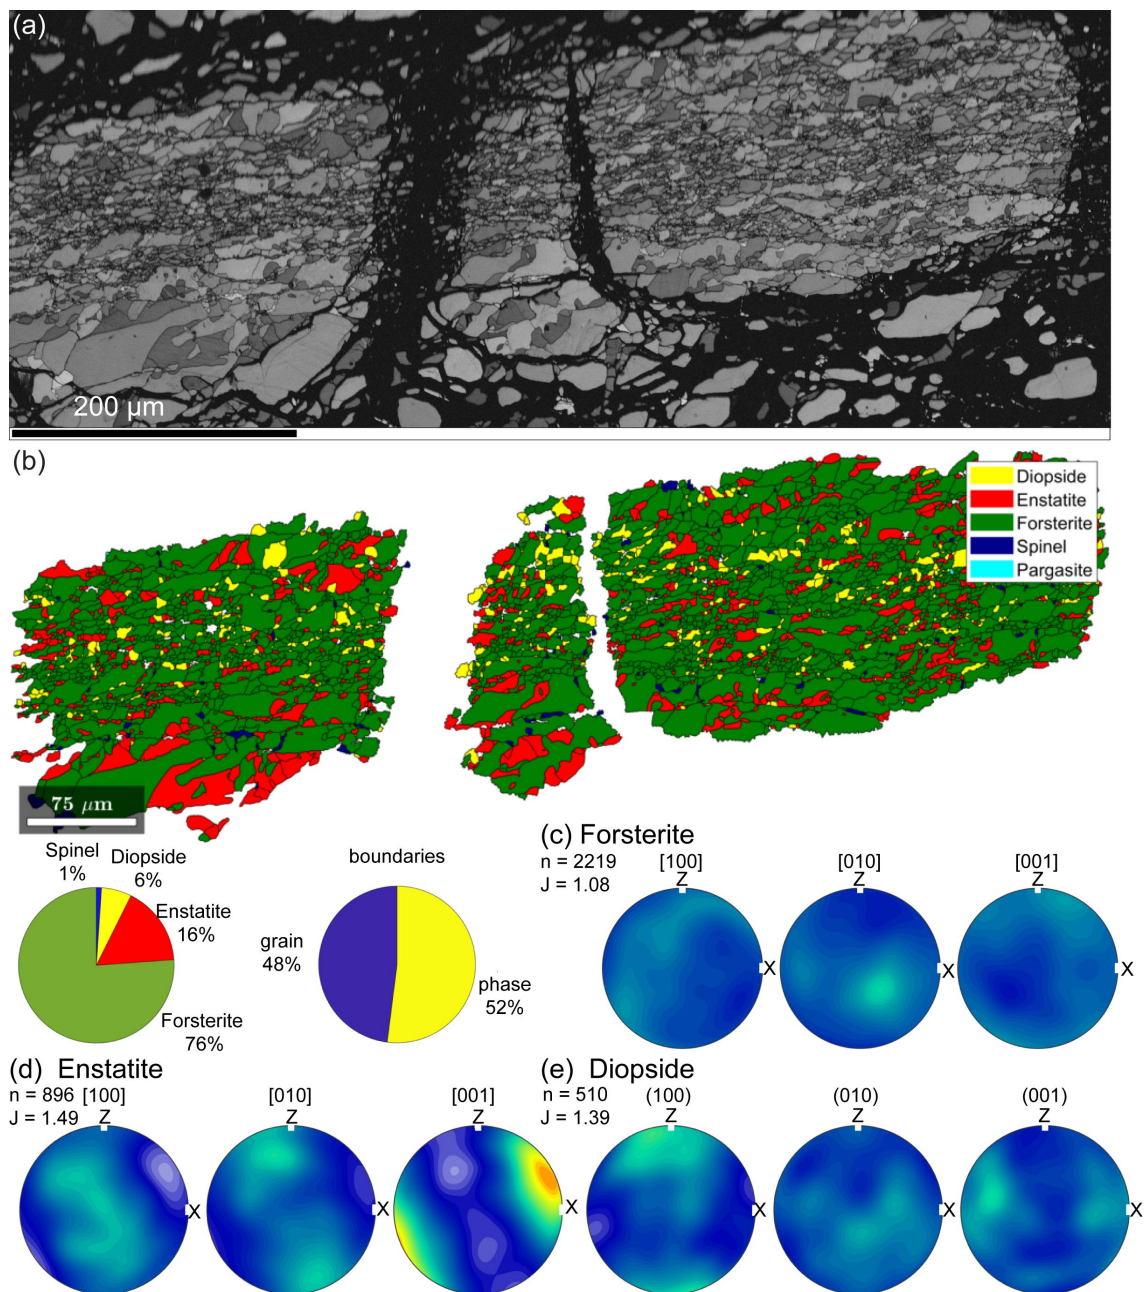 (a)
200 µm
(b)
Diopside
Enstatite
Forsterite
Spinel
Pargasite
75 µm
Spinel
1%
Diopside
6%
Enstatite
16%
Forsterite
76%
boundaries
grain
48%
phase
52%
(c) Forsterite
n = 2219
J = 1.08
[100] [010] [001]
Z Z Z
X X X
(d) Enstatite
n = 896 [100] [010] [001]
J = 1.49 Z Z Z
X X X
(e) Diopside
n = 510 (100) (010) (001)
J = 1.39 Z Z Z
X X X